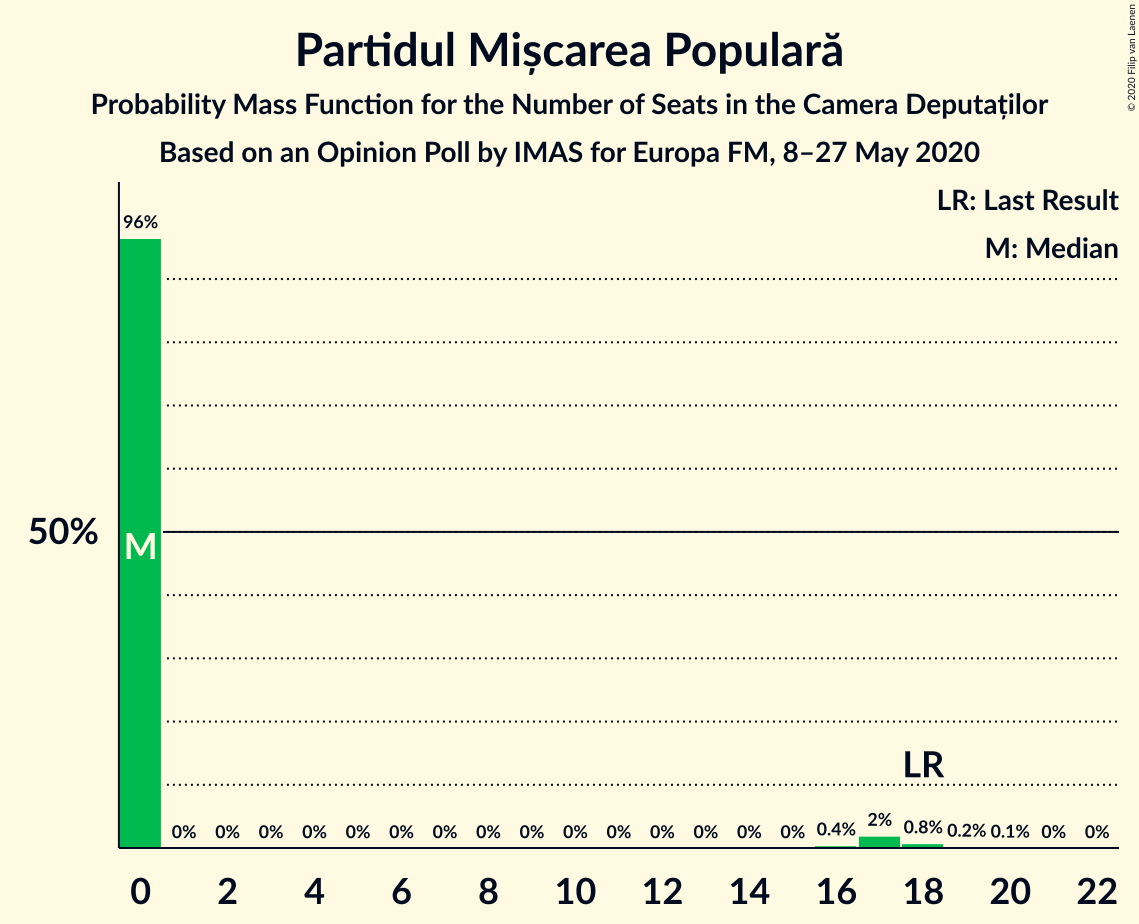 Partidul Mișcarea Populară
Probability Mass Function for the Number of Seats in the Camera Deputaților
Based on an Opinion Poll by IMAS for Europa FM, 8–27 May 2020
© 2020 Filip van Laenen
LR: Last Result
M: Median
96%
50%
M
LR
0% 0% 0% 0% 0% 0% 0% 0% 0% 0% 0% 0% 0% 0% 0% 0.4% 2% 0.8% 0.2% 0.1% 0% 0%
0 2 4 6 8 10 12 14 16 18 20 22